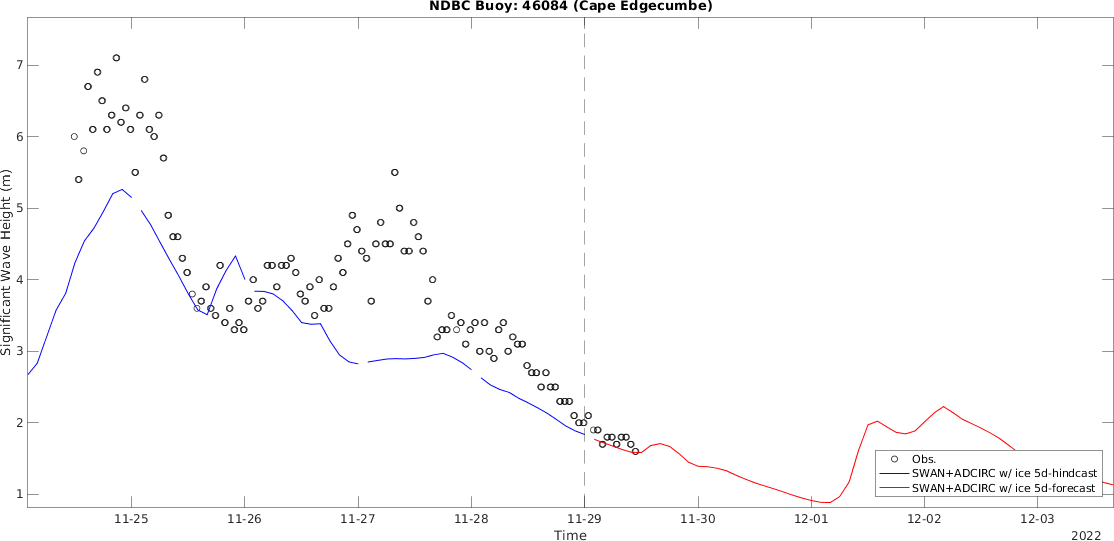 NDBC Buoy: 46084 (Cape Edgecumbe)
Significant Wave Height (m)
7
6
5
4
3
2
1
11-25
11-26
11-27
11-28
11-29
11-30
12-01
12-02
12-03
Time
2022
Obs.
SWAN+ADCIRC w/ ice 5d-hindcast
SWAN+ADCIRC w/ ice 5d-forecast